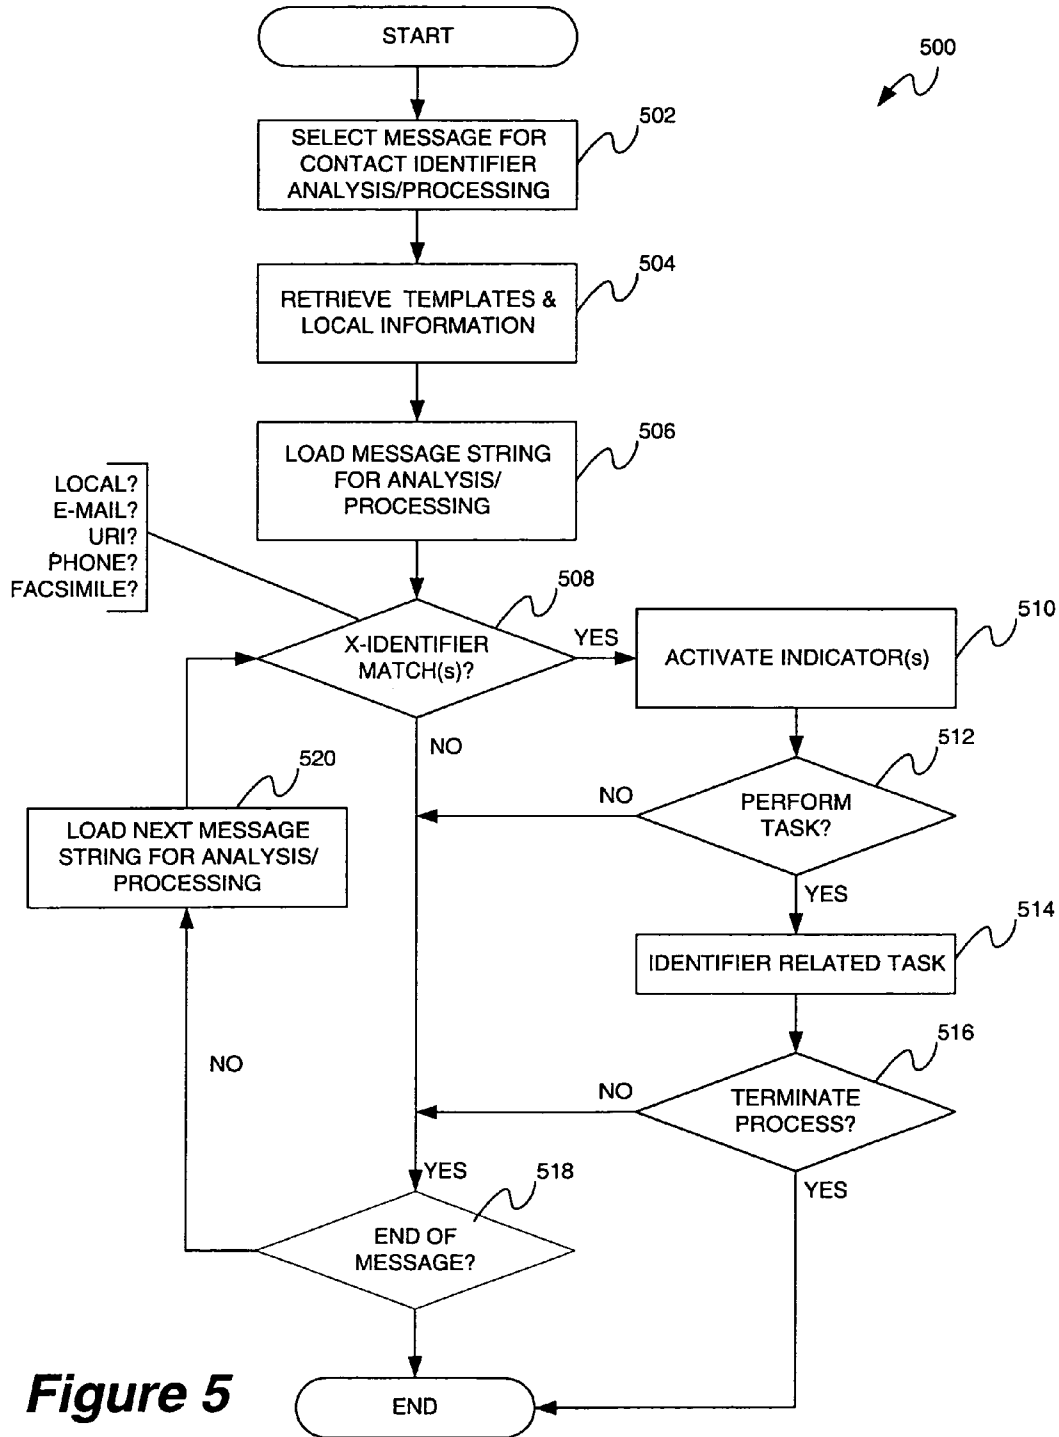 START
500
502
SELECT MESSAGE FOR
CONTACT IDENTIFIER
ANALYSIS/PROCESSING
504
RETRIEVE TEMPLATES &
LOCAL INFORMATION
506
LOAD MESSAGE STRING
FOR ANALYSIS/
PROCESSING
LOCAL?
E-MAIL?
URI?
PHONE?
FACSIMILE?
508
X-IDENTIFIER
MATCH(s)?
YES
510
ACTIVATE INDICATOR(s)
NO
512
PERFORM
TASK?
NO
YES
520
LOAD NEXT MESSAGE
STRING FOR ANALYSIS/
PROCESSING
514
IDENTIFIER RELATED TASK
516
TERMINATE
PROCESS?
NO
YES
NO
YES
518
END OF
MESSAGE?
END
Figure 5